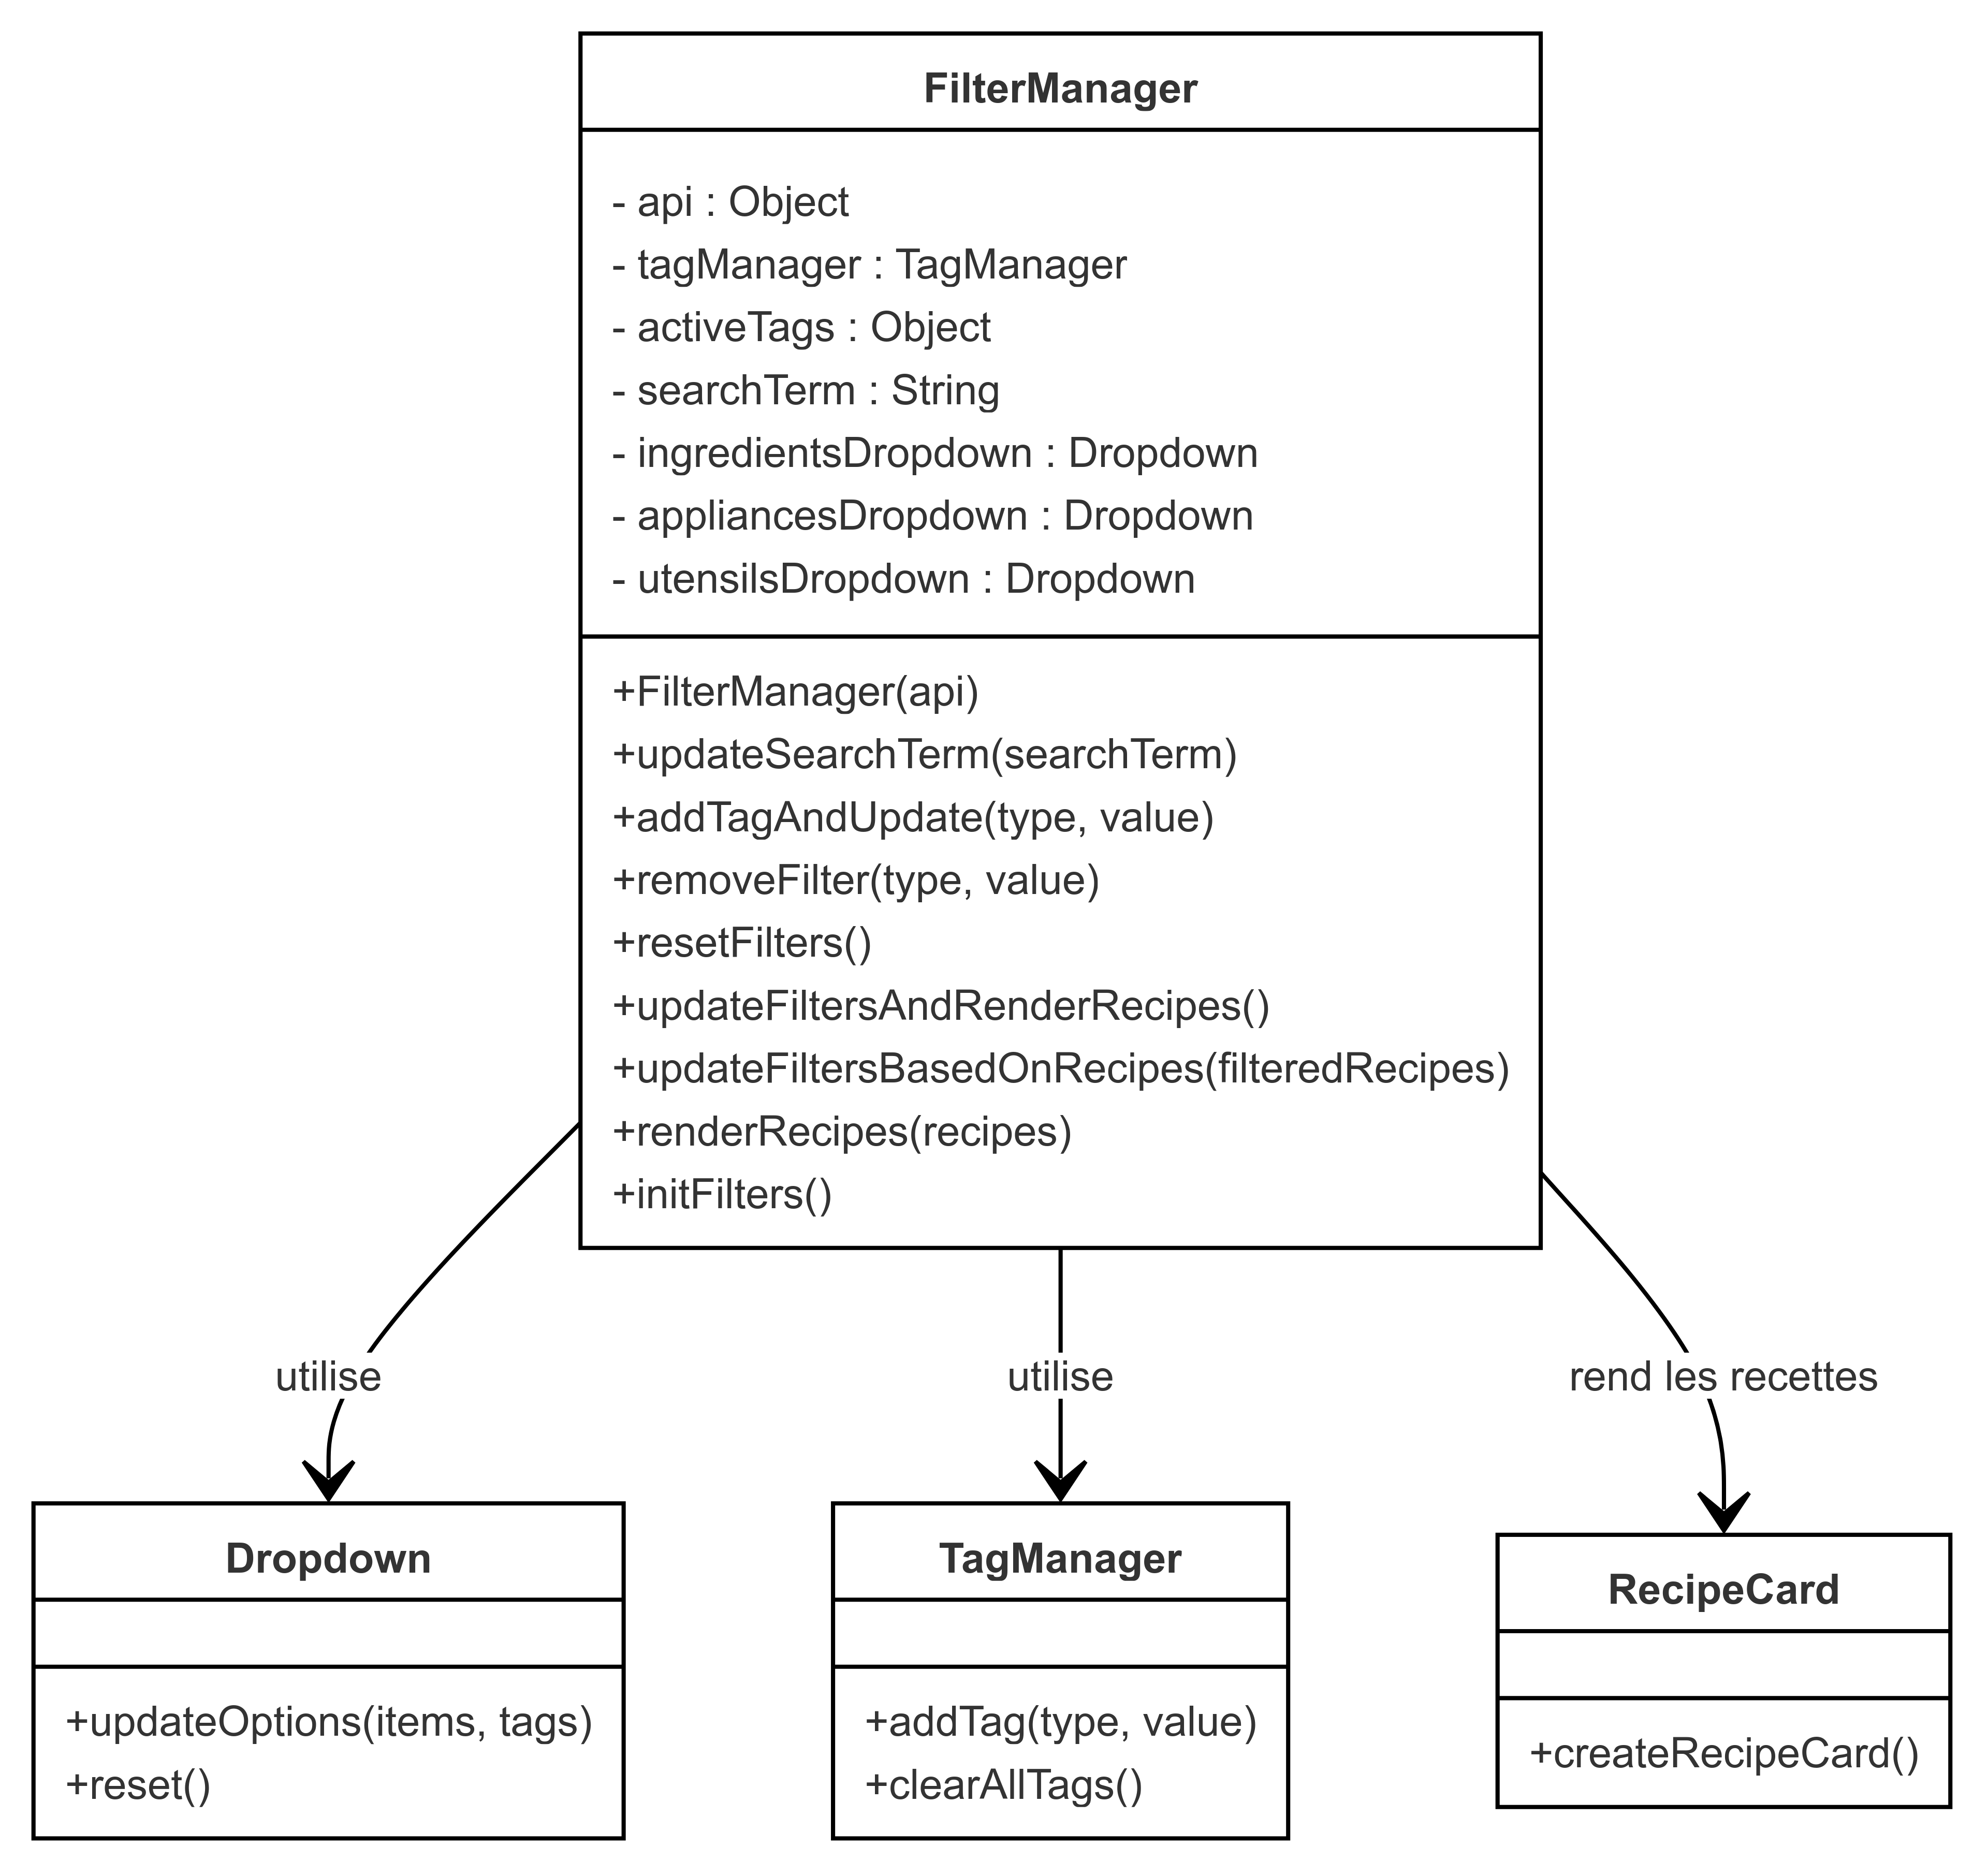 FilterManager
- api : Object
- tagManager : TagManager
- activeTags : Object
- searchTerm : String
- ingredientsDropdown : Dropdown
- appliancesDropdown : Dropdown
- utensilsDropdown : Dropdown
+FilterManager(api)
+updateSearchTerm(searchTerm)
+addTagAndUpdate(type, value)
+removeFilter(type, value)
+resetFilters()
+updateFiltersAndRenderRecipes()
+updateFiltersBasedOnRecipes(filteredRecipes)
+renderRecipes(recipes)
+initFilters()
utilise
utilise
rend les recettes
Dropdown
+updateOptions(items, tags)
+reset()
TagManager
+addTag(type, value)
+clearAllTags()
RecipeCard
+createRecipeCard()